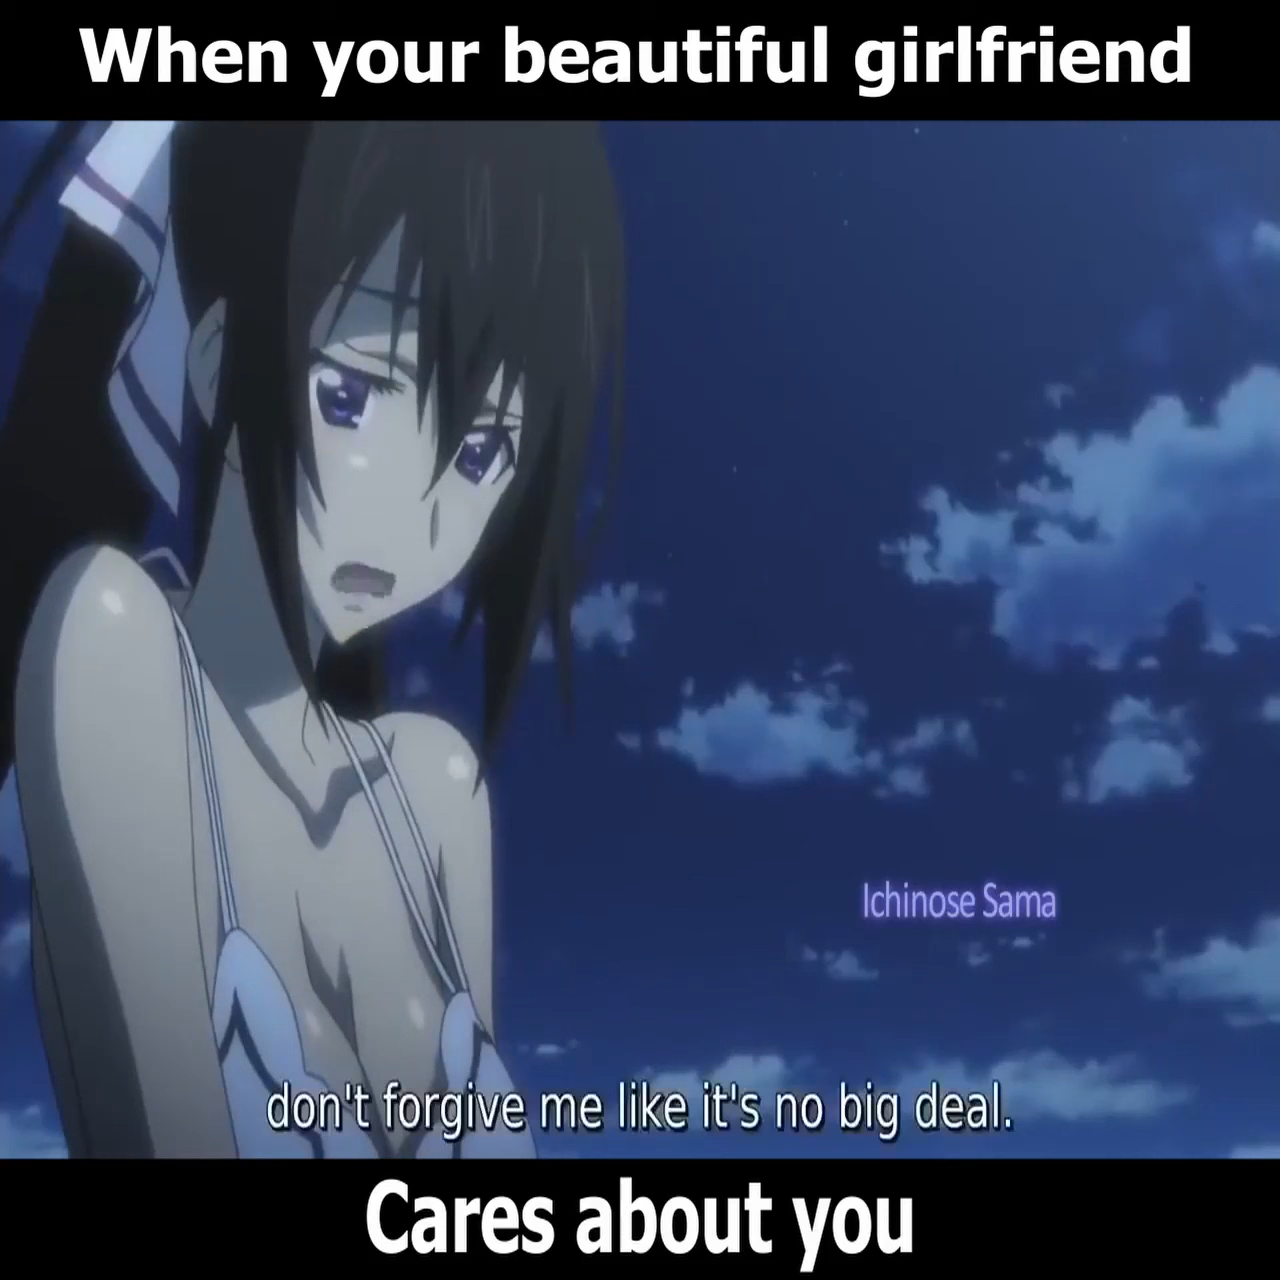 When your beautiful girlfriend
Ichinose Sama
don't forgive me like it's no big deal.
Cares about you